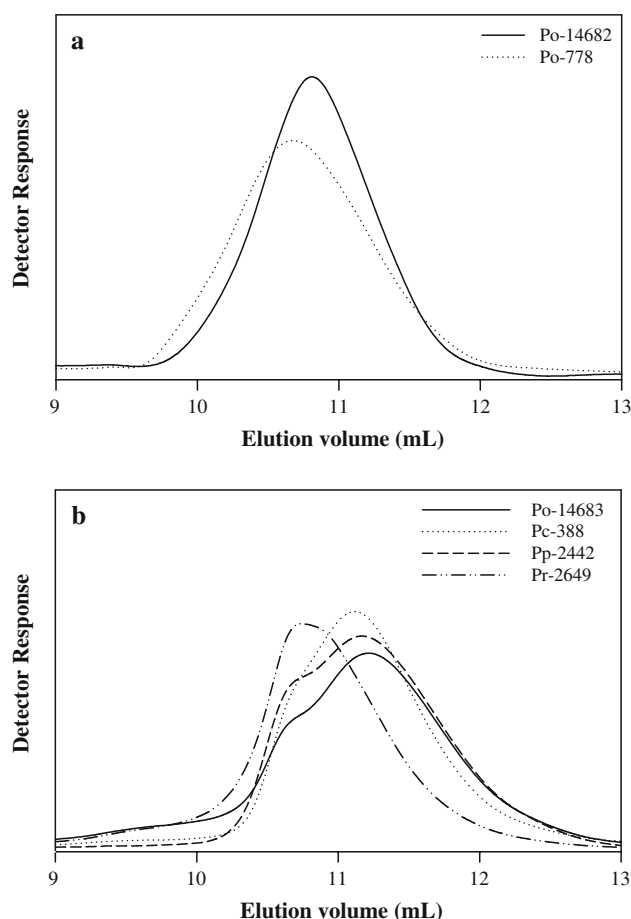 a
Po-14682
Po-778
Detector Response
9 10 11 12 13
Elution volume (mL)
b
Po-14683
Pc-388
Pp-2442
Pr-2649
Detector Response
9 10 11 12 13
Elution volume (mL)